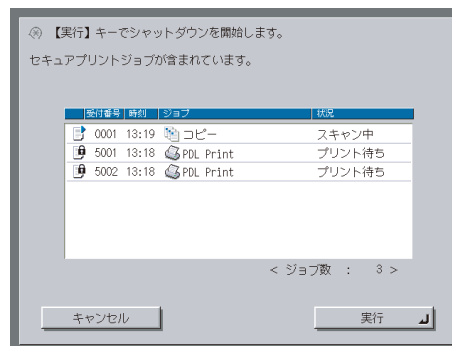 【実行】キーでシャットダウンを開始します。
セキュアプリントジョブが含まれています。
受付番号 時刻 ジョブ 状況
0001 13:19 コピー スキャン中
5001 13:18 PDL Print プリント待ち
5002 13:18 PDL Print プリント待ち
< ジョブ数 : 3 >
キャンセル 実行